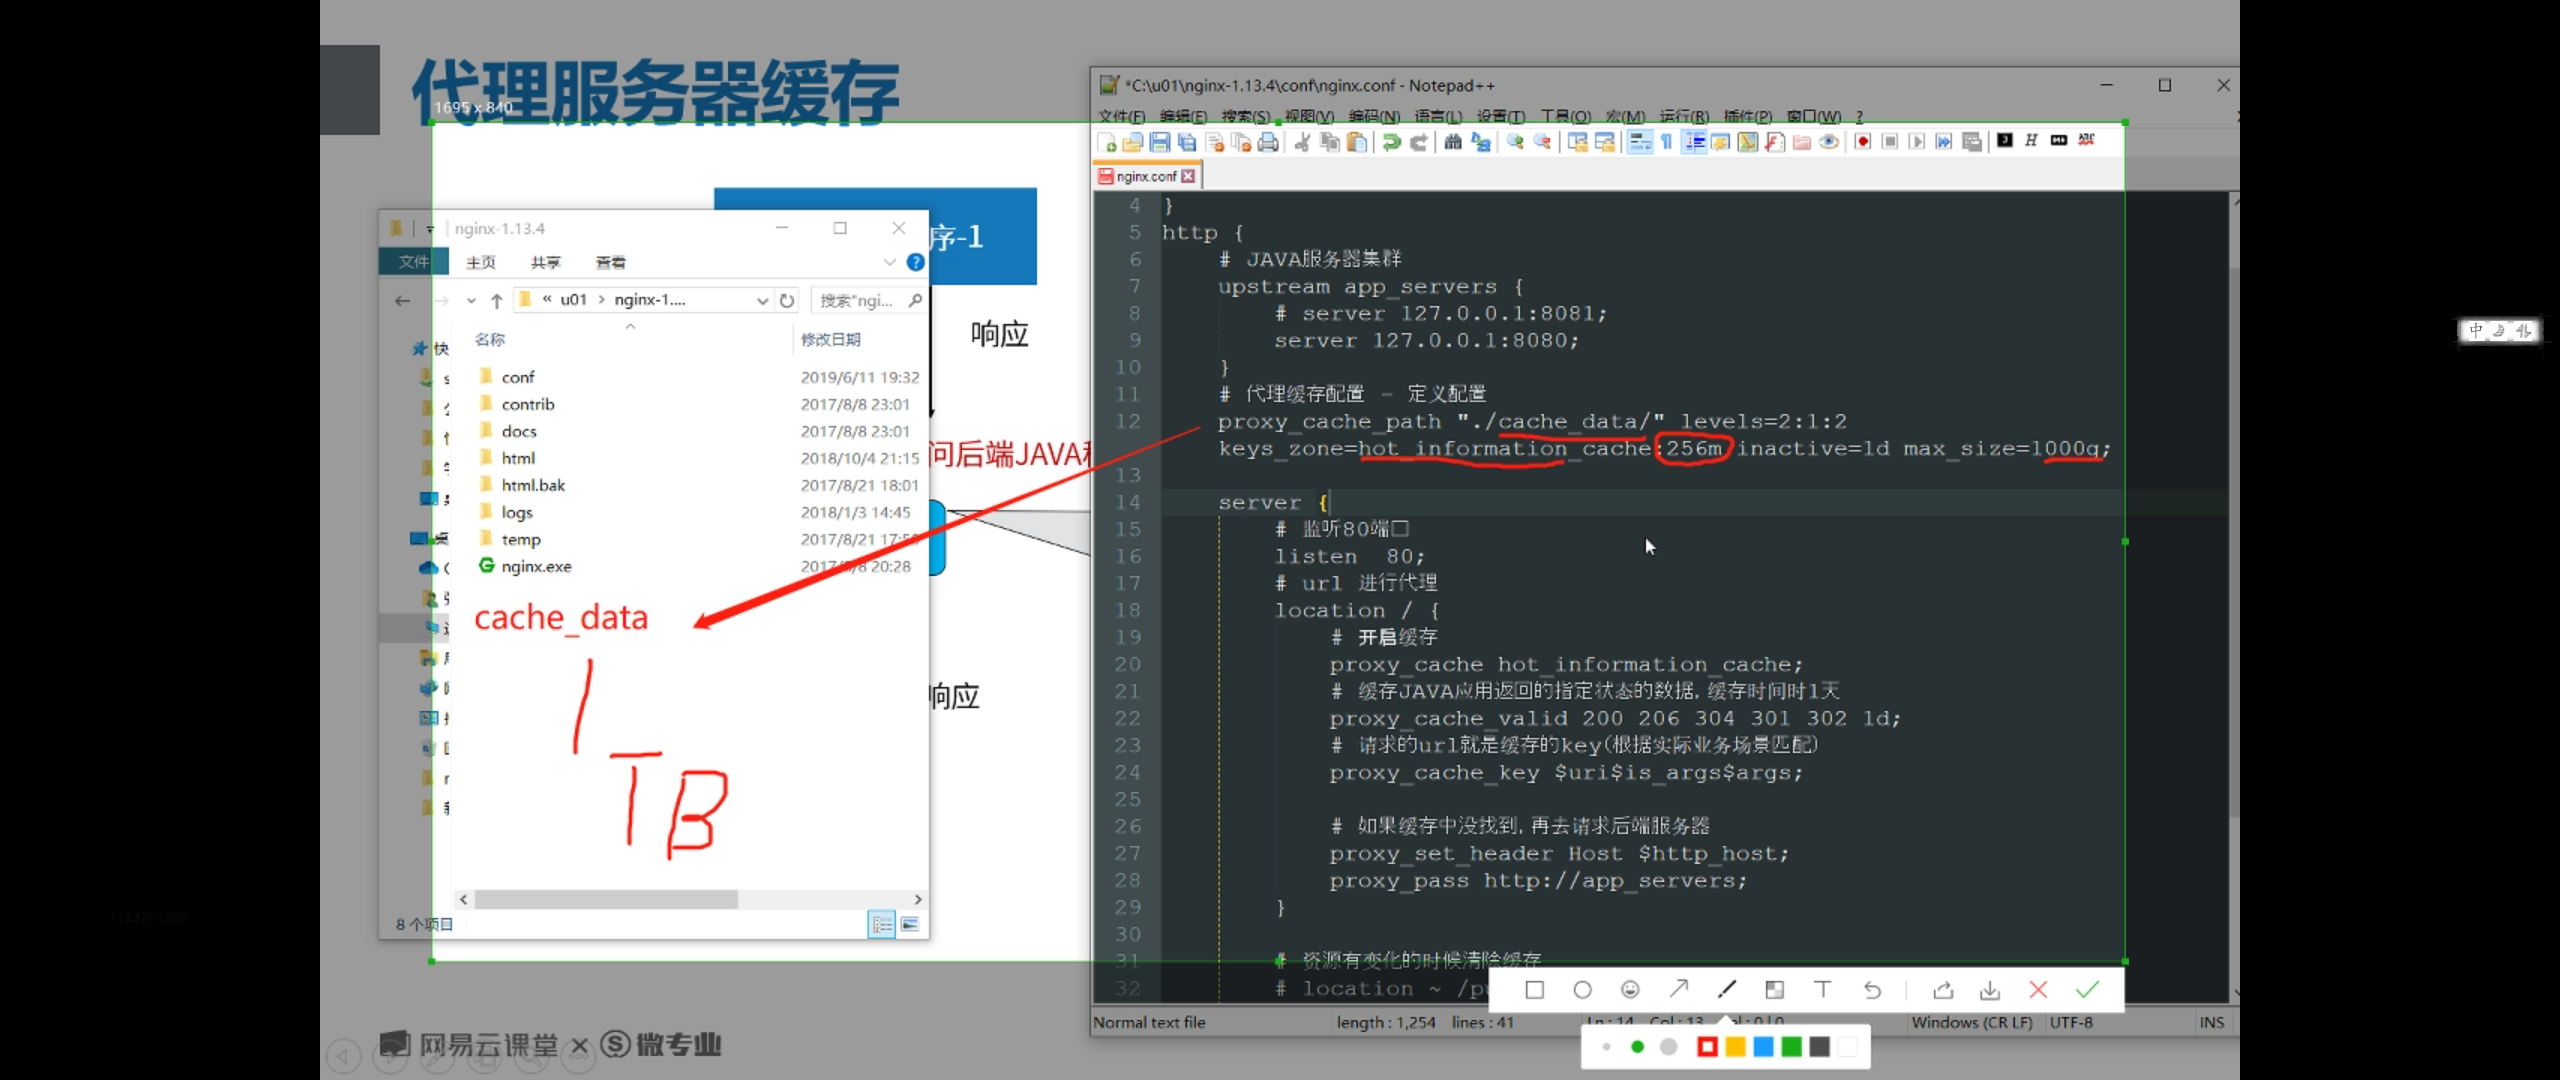 代理服务器缓存
1695 x 840
序-1
响应
问后端JAVA
响应
nginx-1.13.4
文件 主页 共享 查看
« u01 › nginx-1....
搜索"ngi...
名称 修改日期
conf 2019/6/11 19:32
contrib 2017/8/8 23:01
docs 2017/8/8 23:01
html 2018/10/4 21:15
html.bak 2017/8/21 18:01
logs 2018/1/3 14:45
temp 2017/8/21
nginx.exe 20:28
cache_data
1
TB
8 个项目
*C:\u01\nginx-1.13.4\conf\nginx.conf - Notepad++
文件(F) 编辑(E) 搜索(S) 视图(V) 编码(N) 语言(L) 设置(T) 工具(O) 宏(M) 运行(R) 插件(P) 窗口(W) ?
nginx.conf
4 }
5 http {
6 # JAVA服务器集群
7 upstream app_servers {
8 # server 127.0.0.1:8081;
9 server 127.0.0.1:8080;
10 }
11 # 代理缓存配置 - 定义配置
12 proxy_cache_path "./cache_data/" levels=2:1:2
keys_zone=hot_information_cache:256m inactive=1d max_size=1000g;
13
14 server {
15 # 监听80端口
16 listen 80;
17 # url 进行代理
18 location / {
19 # 开启缓存
20 proxy_cache hot_information_cache;
21 # 缓存JAVA应用返回的指定状态的数据, 缓存时间时1天
22 proxy_cache_valid 200 206 304 301 302 1d;
23 # 请求的url就是缓存的key(根据实际业务场景匹配)
24 proxy_cache_key $uri$is_args$args;
25
26 # 如果缓存中没找到, 再去请求后端服务器
27 proxy_set_header Host $http_host;
28 proxy_pass http://app_servers;
29 }
30
31 # 资源有变化的时候清除缓存
32 # location ~ /pu
Normal text file length : 1,254 lines : 41 Windows (CR LF) UTF-8 INS
网易云课堂 × 微专业
中
1144701332